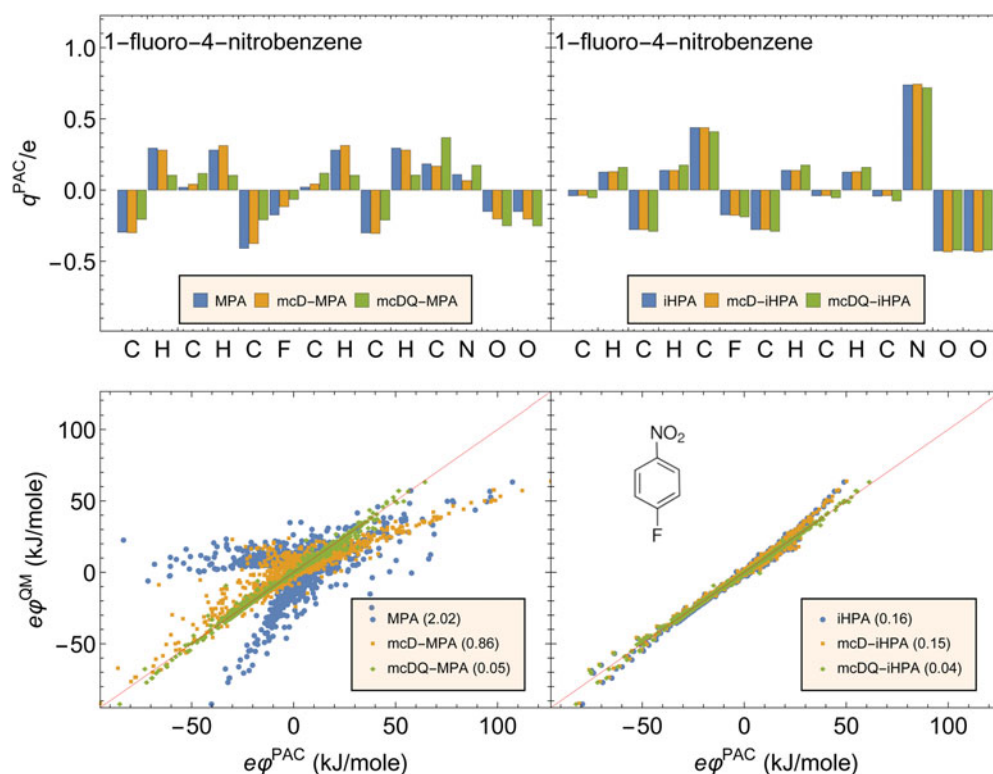 1−fluoro−4−nitrobenzene
1−fluoro−4−nitrobenzene
1.0
0.5
0.0
−0.5
q^PAC/e
MPA mcD−MPA mcDQ−MPA
iHPA mcD−iHPA mcDQ−iHPA
C H C H C F C H C H C N O O
C H C H C F C H C H C N O O
100
50
0
−50
eφ^QM (kJ/mole)
MPA (2.02)
mcD−MPA (0.86)
mcDQ−MPA (0.05)
NO₂
F
iHPA (0.16)
mcD−iHPA (0.15)
mcDQ−iHPA (0.04)
−50 0 50 100
−50 0 50 100
eφ^PAC (kJ/mole)
eφ^PAC (kJ/mole)